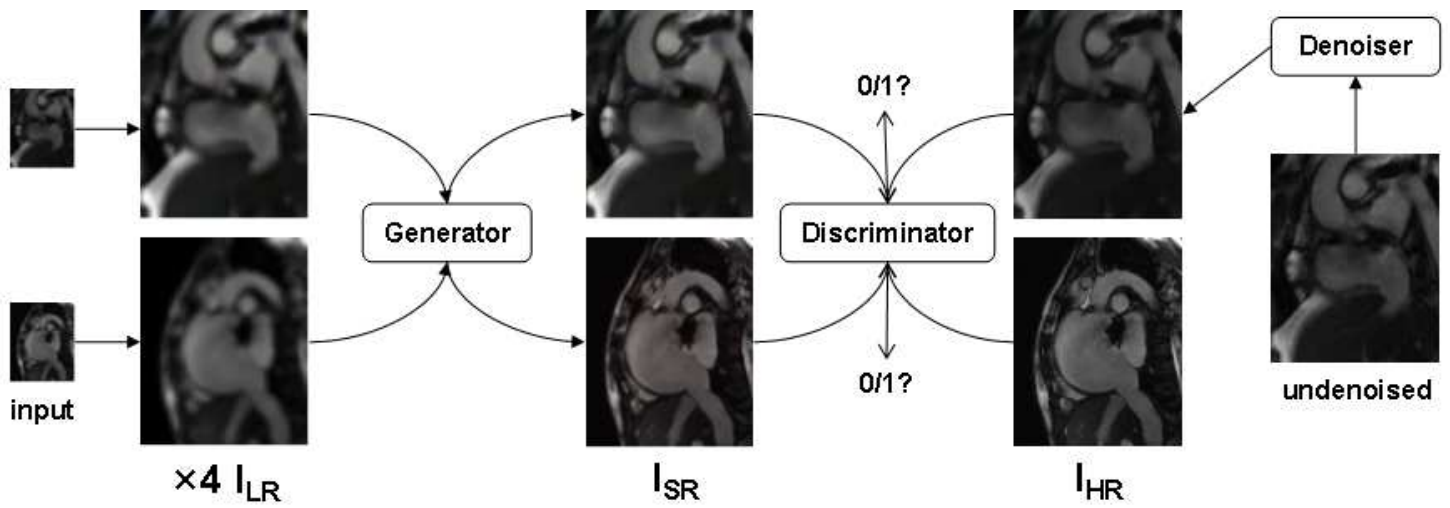 Denoiser
0/1?
Generator
Discriminator
0/1?
input
undenoised
×4 I_LR
I_SR
I_HR